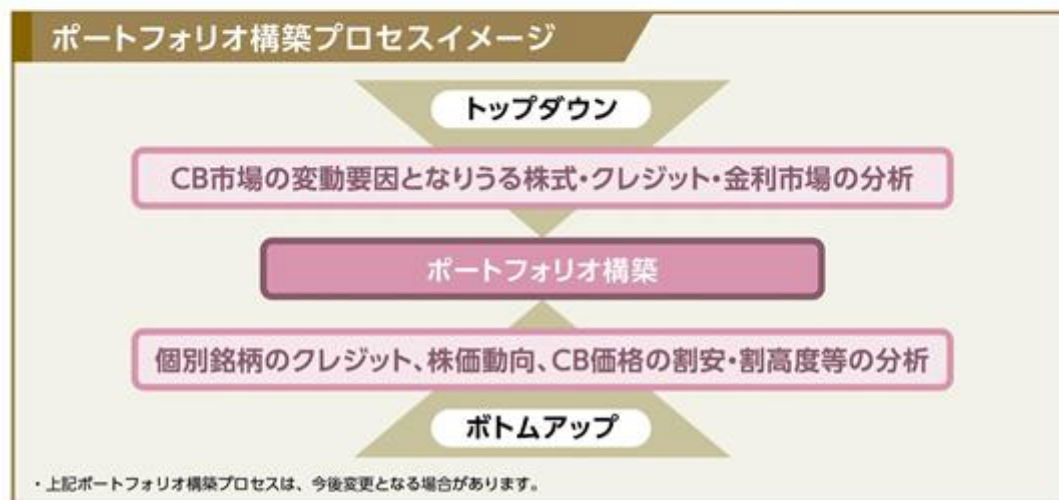 ポートフォリオ構築プロセスイメージ
トップダウン
CB市場の変動要因となりうる株式・クレジット・金利市場の分析
ポートフォリオ構築
個別銘柄のクレジット、株価動向、CB価格の割安・割高度等の分析
ボトムアップ
・上記ポートフォリオ構築プロセスは、今後変更となる場合があります。